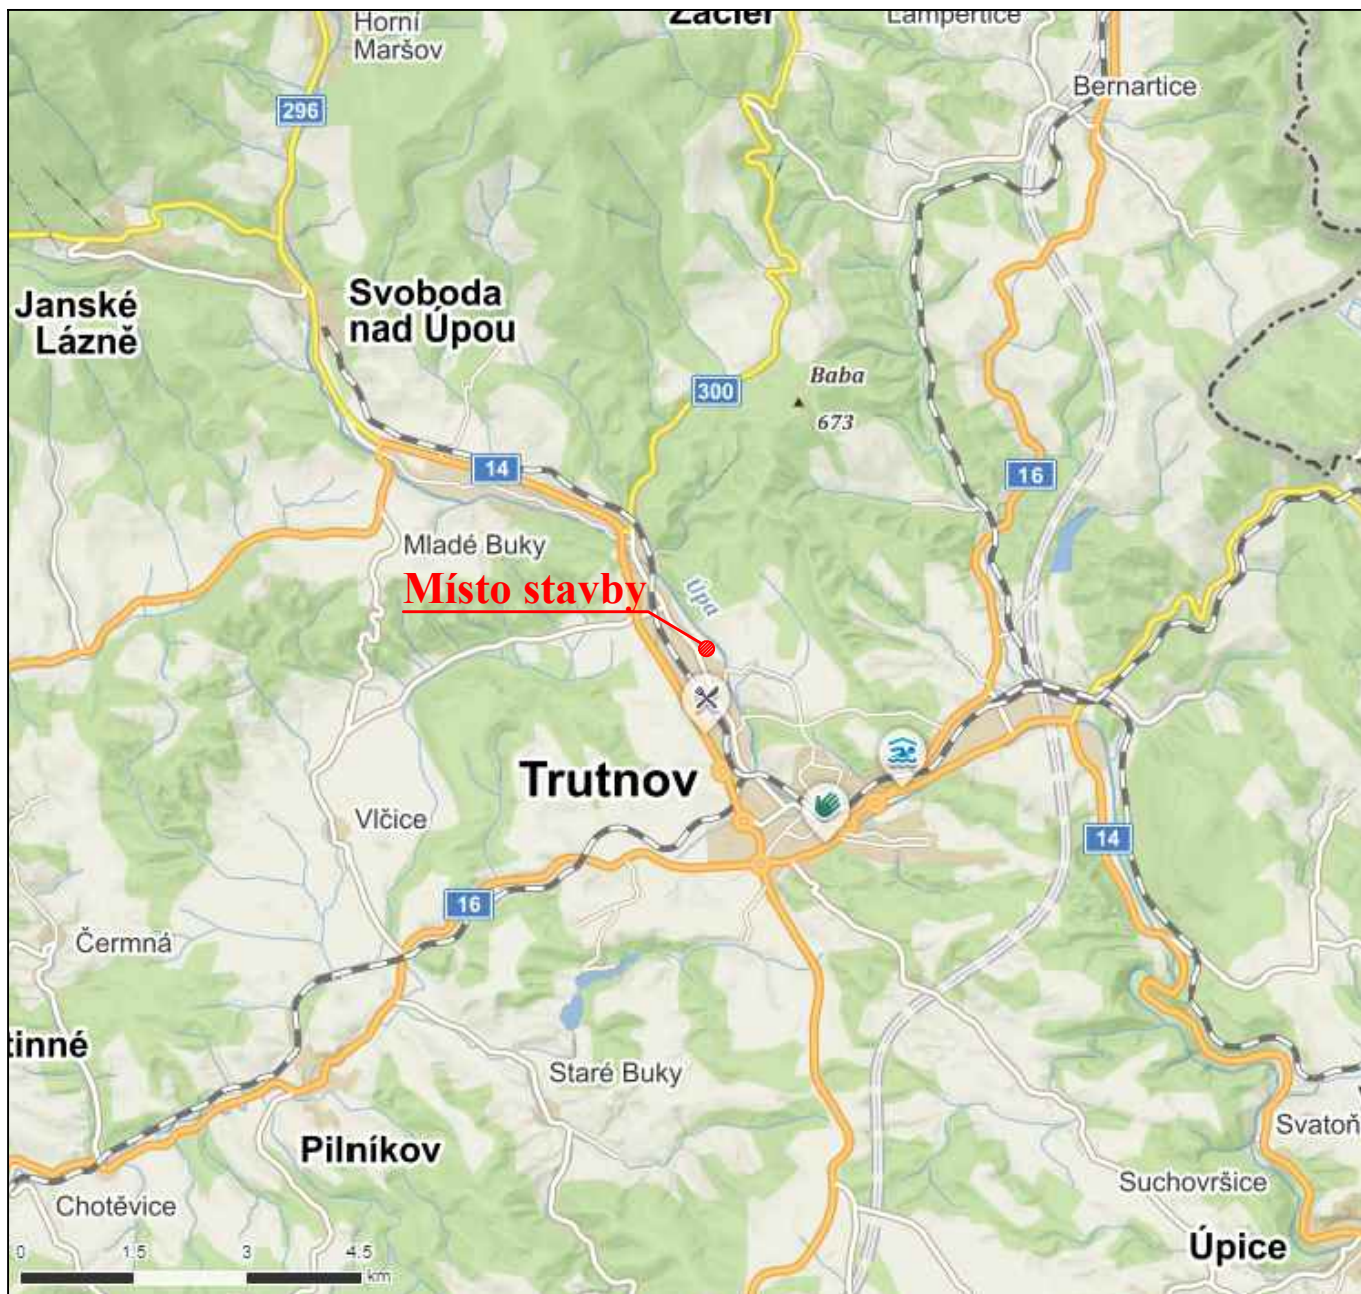 Žacléř
Lampertice
Horní
Maršov
Bernartice
296
Janské
Lázně
Svoboda
nad Úpou
Baba
673
300
14
16
Mladé Buky
Místo stavby
Úpa
Trutnov
Vlčice
14
16
Čermná
tinné
Staré Buky
Pilníkov
Svatoň
Suchovršice
Chotěvice
Úpice
0 1.5 3 4.5
km